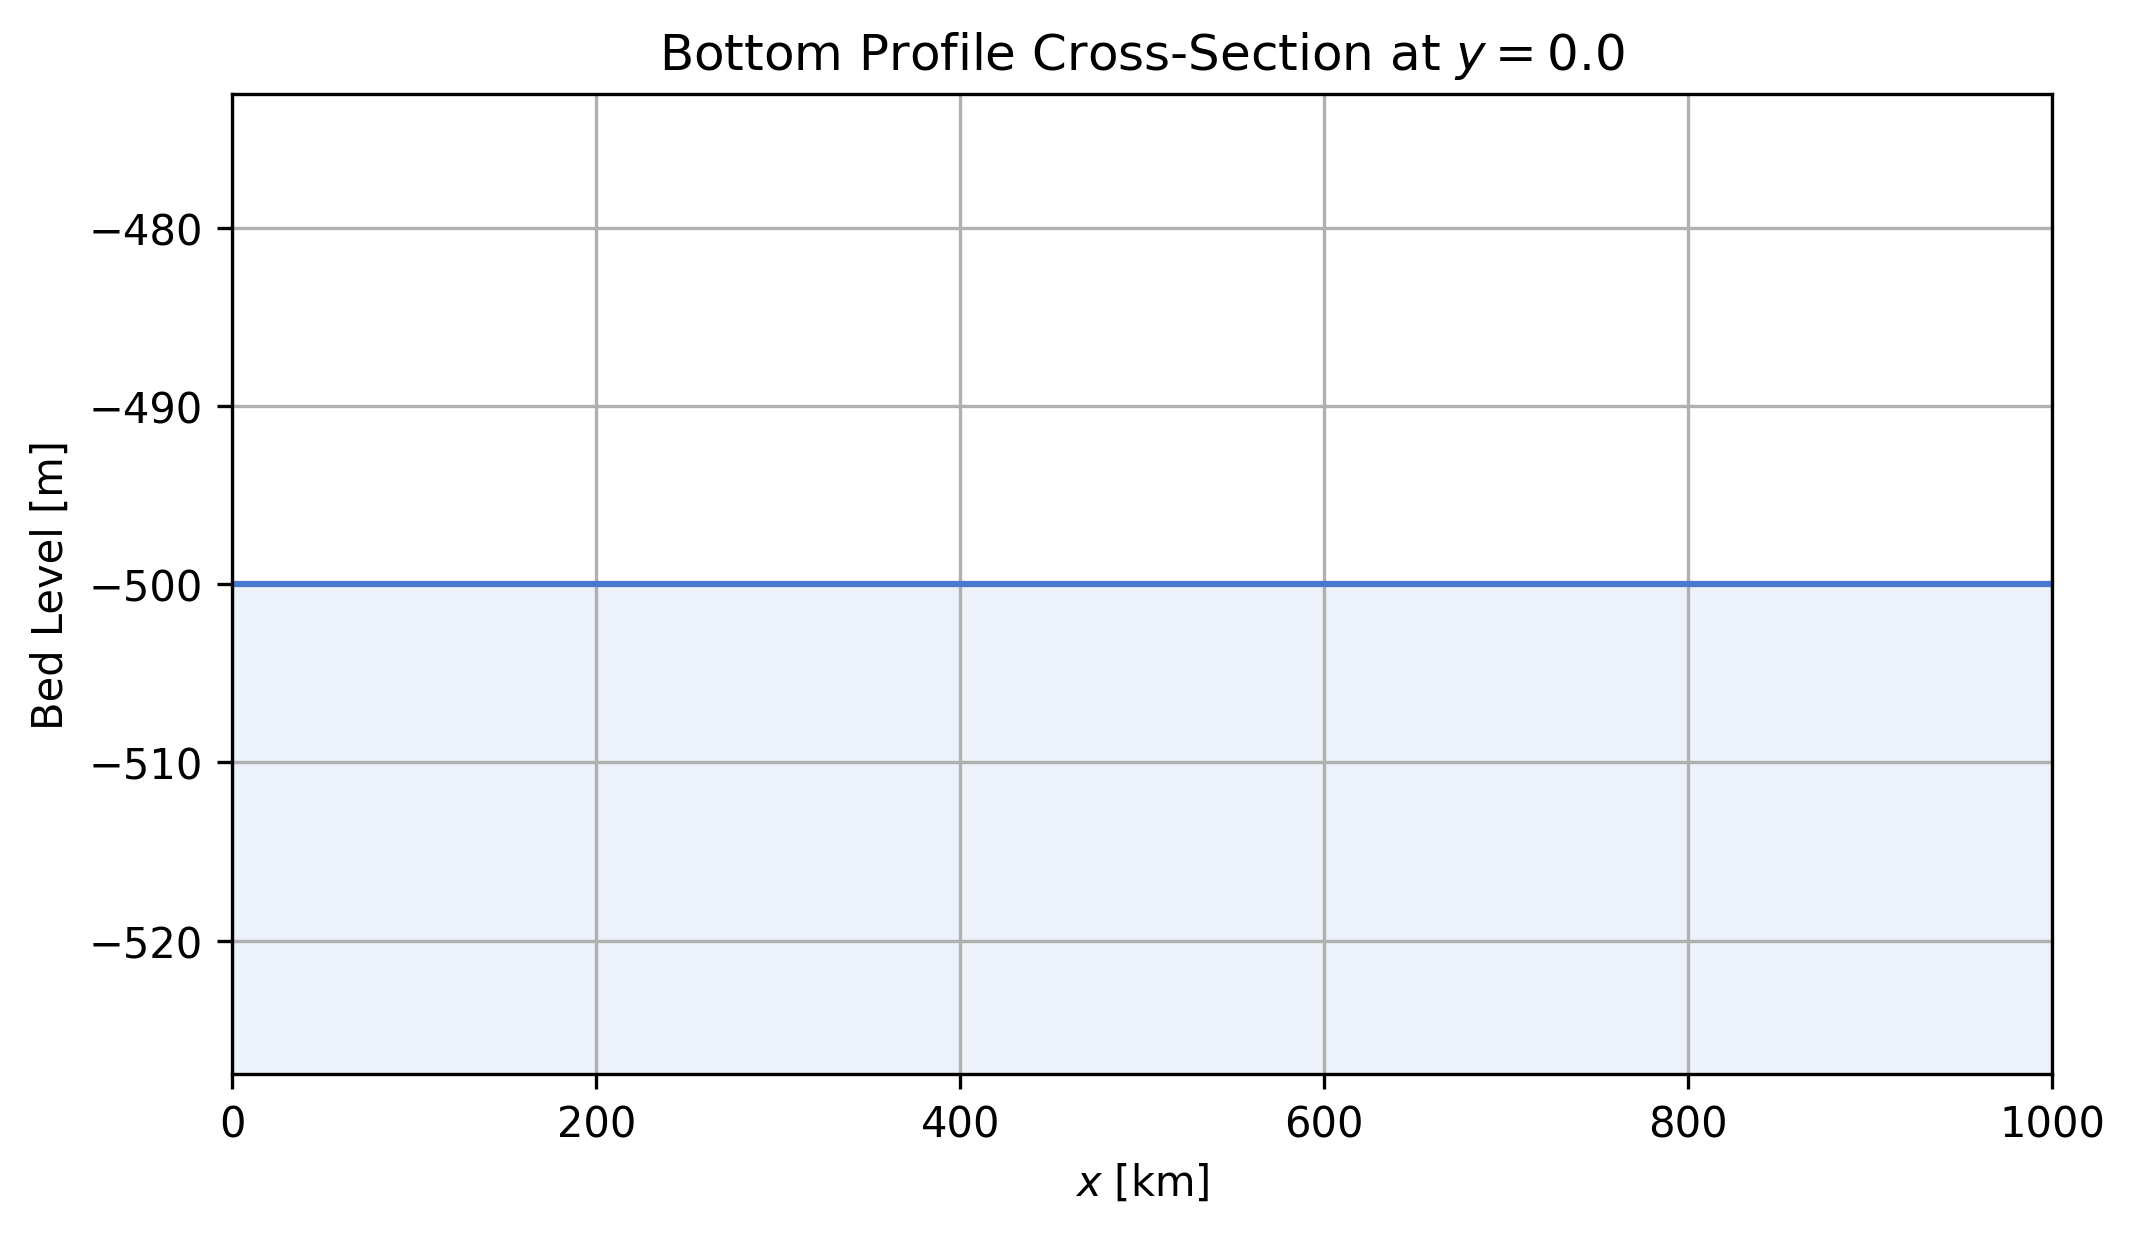 Bottom Profile Cross-Section at y = 0.0
−480
−490
−500
−510
−520
Bed Level [m]
0 200 400 600 800 1000
x [km]